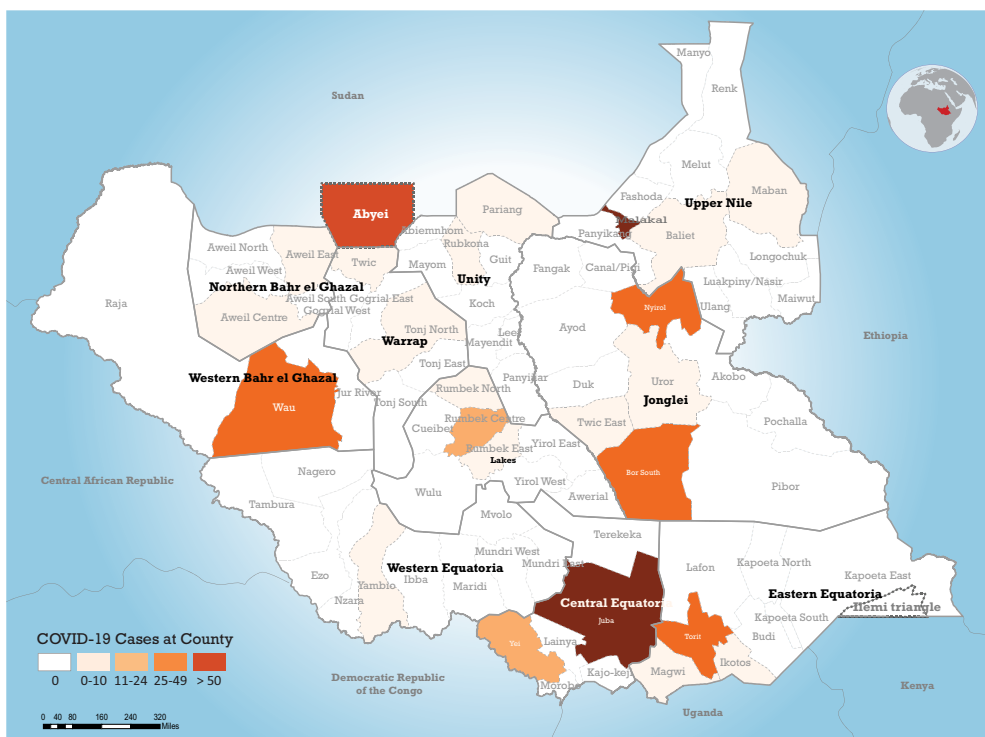 Manyo
Renk
Sudan
Melut
Maban
Fashoda
Upper Nile
Abyei
Pariang
Malakal
Abiemnhom
Panyikang
Baliet
Aweil North
Aweil East
Rubkona
Twic
Guit
Longochuk
Aweil West
Mayom
Fangak
Canal/Pigi
Unity
Luakpiny/Nasir
Northern Bahr el Ghazal
Raja
Aweil South
Gogrial East
Maiwut
Gogrial West
Koch
Nyirol
Ulang
Aweil Centre
Tonj North
Ayod
Leer
Ethiopia
Warrap
Mayendit
Tonj East
Western Bahr el Ghazal
Panyijar
Akobo
Uror
Duk
Rumbek North
Jur River
Tonj South
Jonglei
Wau
Rumbek Centre
Twic East
Pochalla
Cueibet
Yirol East
Rumbek East
Lakes
Nagero
Bor South
Central African Republic
Yirol West
Pibor
Wulu
Awerial
Tambura
Mvolo
Terekeka
Mundri West
Mundri East
Kapoeta North
Western Equatoria
Lafon
Ezo
Kapoeta East
Ibba
Yambio
Maridi
Eastern Equatoria
Nzara
Central Equatori
Ilemi triangle
Juba
Kapoeta South
COVID-19 Cases at County
Yei
Lainya
Torit
Budi
Ikotos
Kajo-keji
Magwi
0
0-10
11-24
25-49
> 50
Democratic Republic
of the Congo
Morobo
Kenya
Uganda
0 40 80 160 240 320
Miles